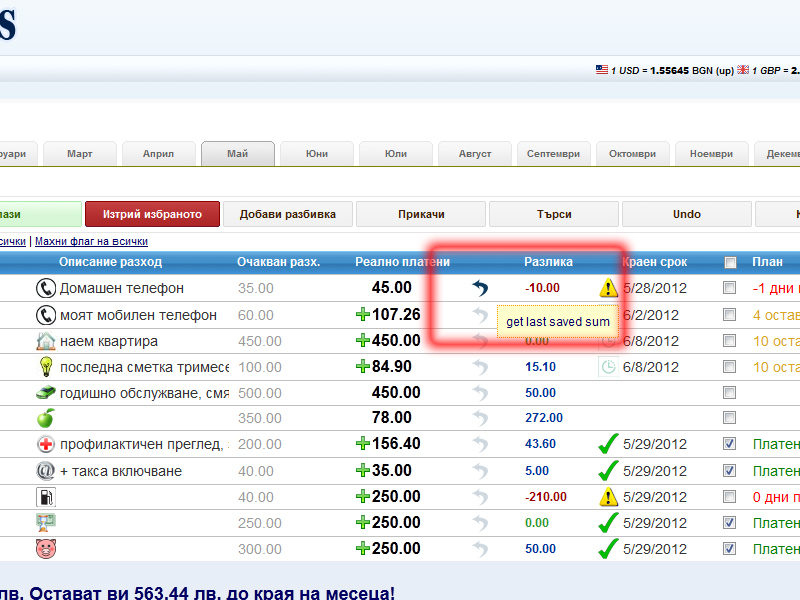 S
1 USD = 1.55645 BGN (up) 1 GBP = 2.
руари Март Април Май Юни Юли Август Септември Октомври Ноември Декемв
пази Изтрий избраното Добави разбивка Прикачи Търси Undo
сички | Махни флаг на всички
Описание разход Очакван разх. Реално платени Разлика Краен срок План
Домашен телефон 35.00 45.00 -10.00 5/28/2012 -1 дни
моят мобилен телефон 60.00 107.26 6/2/2012 4 остав
get last saved sum
наем квартира 450.00 450.00 0.00 6/8/2012 10 оста
последна сметка тримесе 100.00 84.90 15.10 6/8/2012 10 оста
годишно обслужване, смя 500.00 450.00 50.00
350.00 78.00 272.00
профилактичен преглед, 200.00 156.40 43.60 5/29/2012 Платен
+ такса включване 40.00 35.00 5.00 5/29/2012 Платен
40.00 250.00 -210.00 5/29/2012 0 дни п
250.00 250.00 0.00 5/29/2012 Платен
300.00 250.00 50.00 5/29/2012 Платен
лв. Остават ви 563.44 лв. до края на месеца!